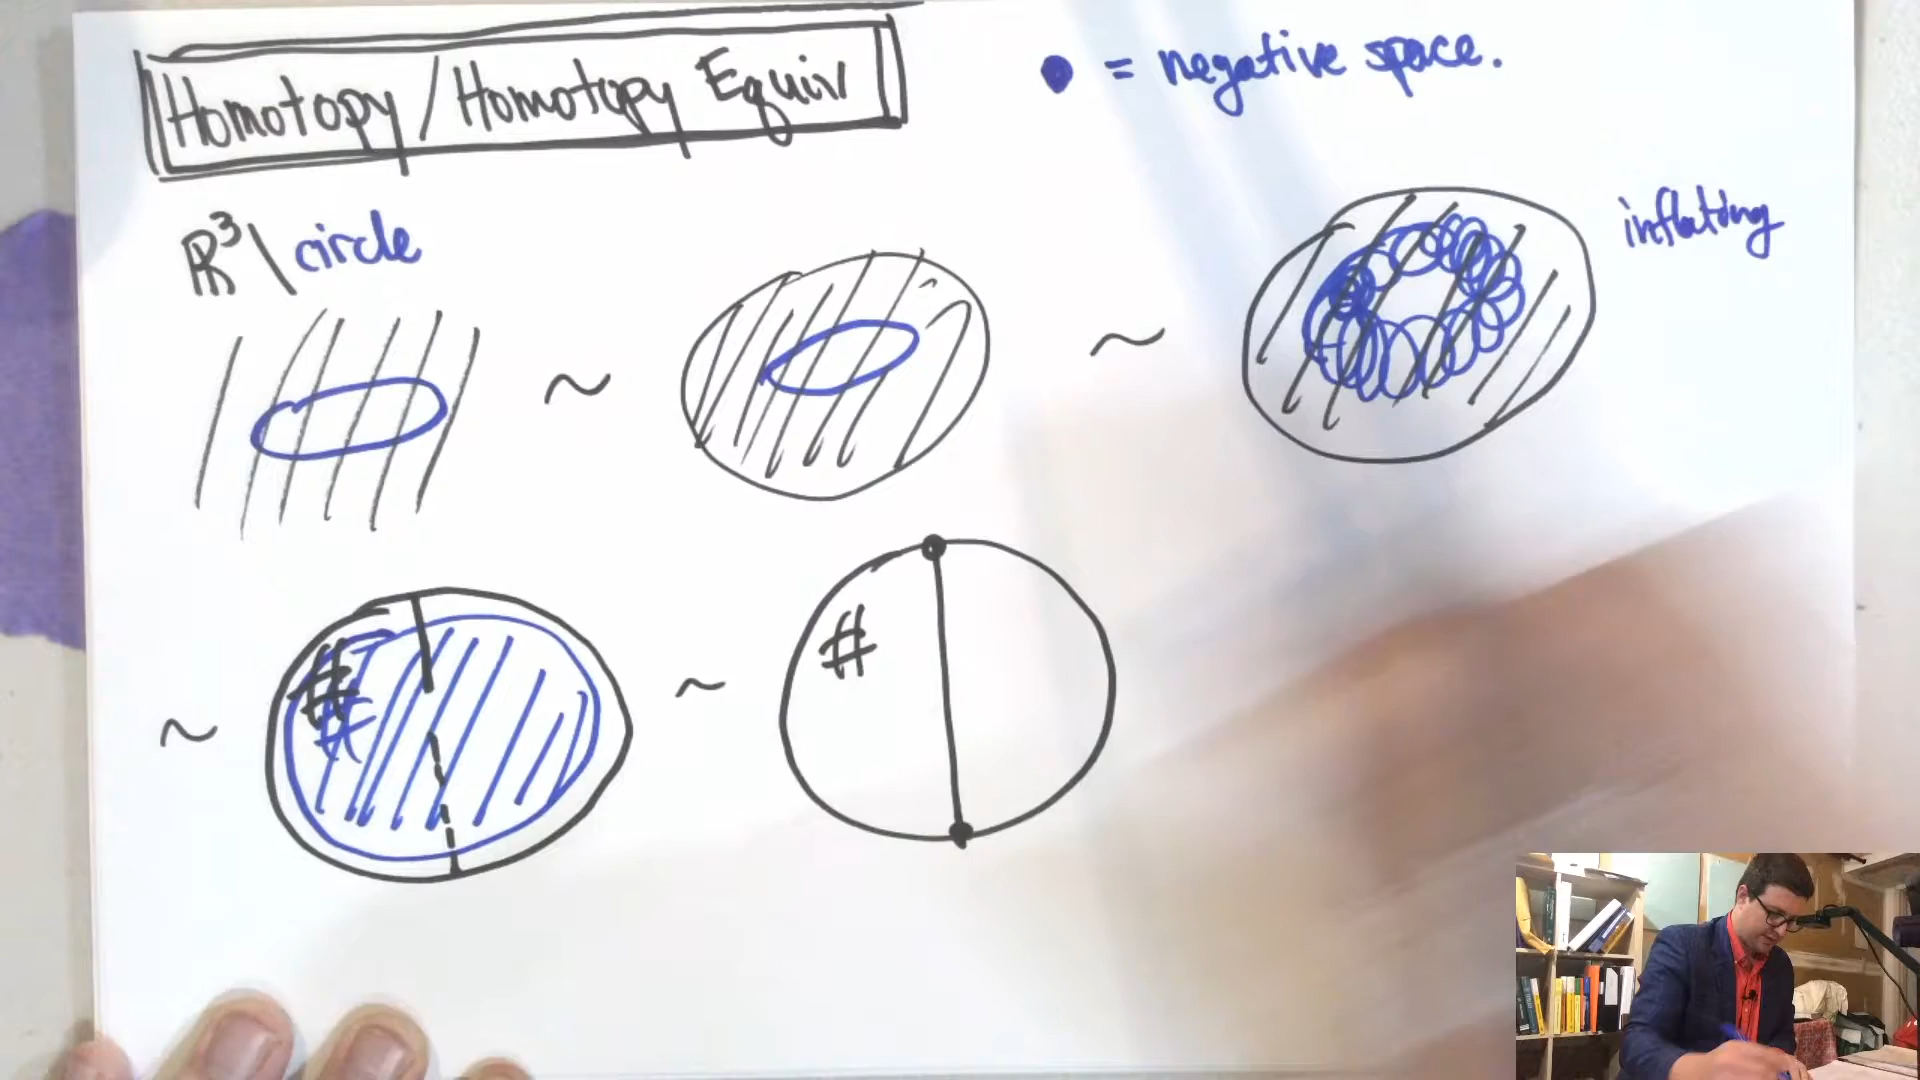 Homotopy / Homotopy Equiv
● = negative space.
ℝ³ \ circle
~
~
inflating
~
#
#
~
#